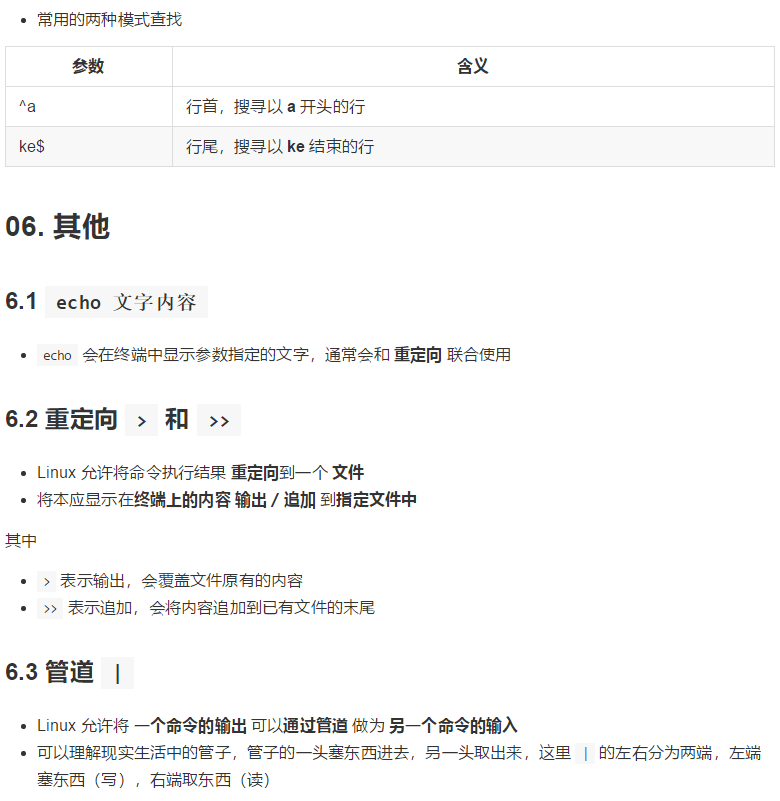 常用的两种模式查找
参数 含义
^a 行首，搜寻以 a 开头的行
ke$ 行尾，搜寻以 ke 结束的行
06. 其他
6.1 echo 文字内容
echo 会在终端中显示参数指定的文字，通常会和 重定向 联合使用
6.2 重定向 > 和 >>
Linux 允许将命令执行结果 重定向到一个 文件
将本应显示在终端上的内容 输出 / 追加 到指定文件中
其中
> 表示输出，会覆盖文件原有的内容
>> 表示追加，会将内容追加到已有文件的末尾
6.3 管道 |
Linux 允许将 一个命令的输出 可以通过管道 做为 另一个命令的输入
可以理解现实生活中的管子，管子的一头塞东西进去，另一头取出来，这里 | 的左右分为两端，左端
塞东西（写），右端取东西（读）